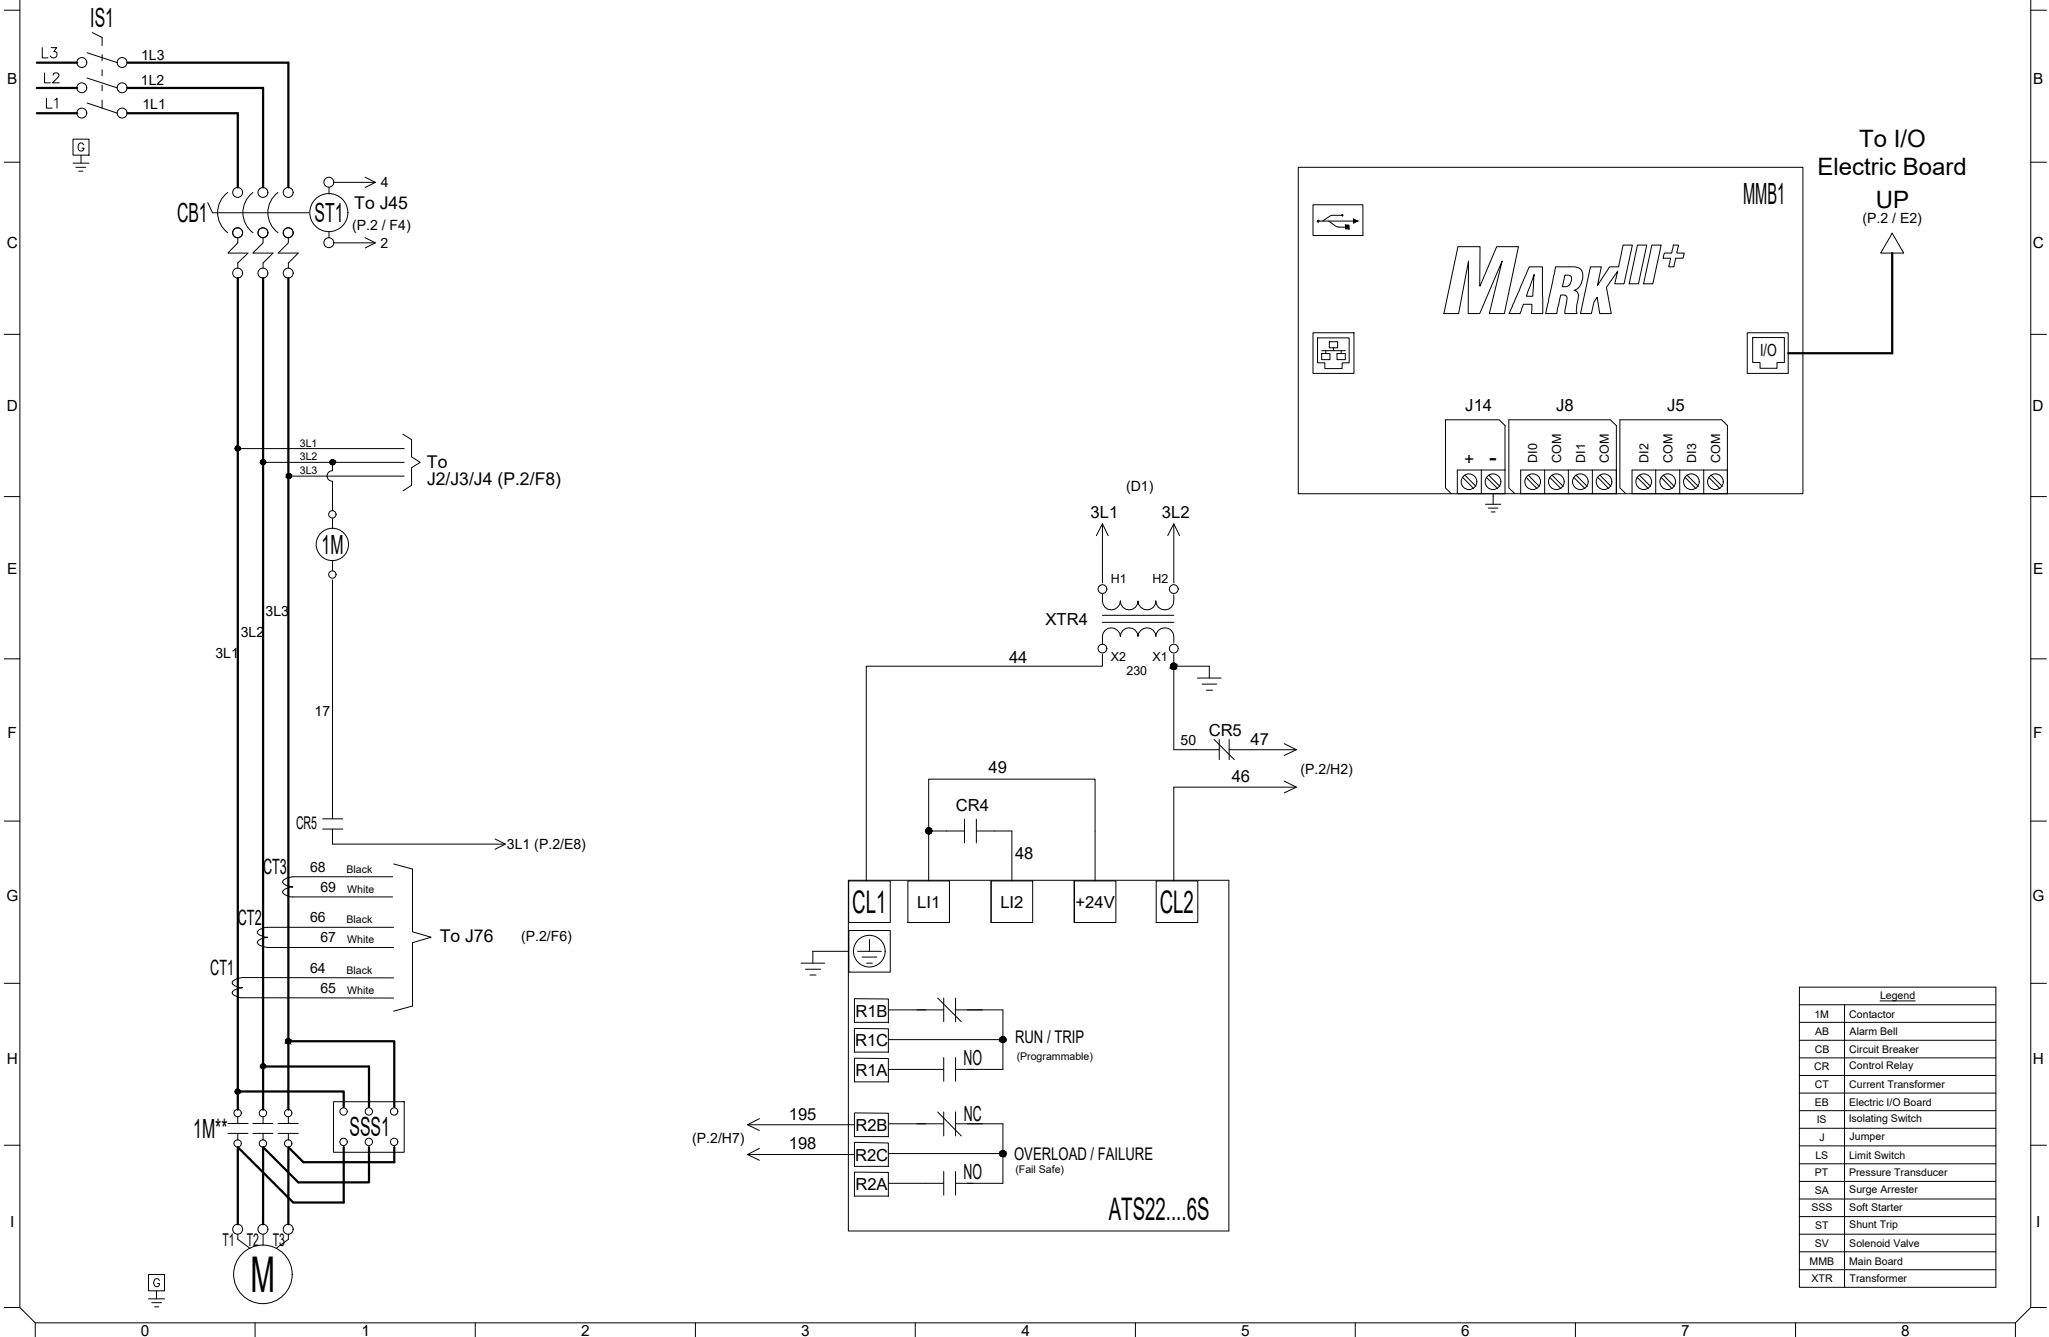 IS1
L3 1L3
L2 1L2
L1 1L1
G
B
B
CB1
ST1
4
To J45
(P.2 / F4)
2
C
C
To I/O
Electric Board
UP
(P.2 / E2)
MMB1
MARK III+
I/O
J14 J8 J5
+ - DI0 COM DI1 COM DI2 COM DI3 COM
D
D
3L1
3L2
3L3
To
J2/J3/J4 (P.2/F8)
1M
E
E
3L3
3L2
3L1
17
CR5
3L1 (P.2/E8)
(D1)
3L1 3L2
H1 H2
XTR4
X2 X1
230
44
F
F
50 CR5 47
46
(P.2/H2)
49
CR4
48
CL1 LI1 LI2 +24V CL2
G
G
CT3 68 Black
69 White
CT2 66 Black
67 White
CT1 64 Black
65 White
To J76 (P.2/F6)
R1B
R1C RUN / TRIP
(Programmable)
R1A NO
H
H
195 R2B NC
(P.2/H7)
198 R2C OVERLOAD / FAILURE
(Fail Safe)
R2A NO
ATS22....6S
1M**
SSS1
I
I
T1 T2 T3
M
G
Legend
1M Contactor
AB Alarm Bell
CB Circuit Breaker
CR Control Relay
CT Current Transformer
EB Electric I/O Board
IS Isolating Switch
J Jumper
LS Limit Switch
PT Pressure Transducer
SA Surge Arrester
SSS Soft Starter
ST Shunt Trip
SV Solenoid Valve
MMB Main Board
XTR Transformer
0 1 2 3 4 5 6 7 8